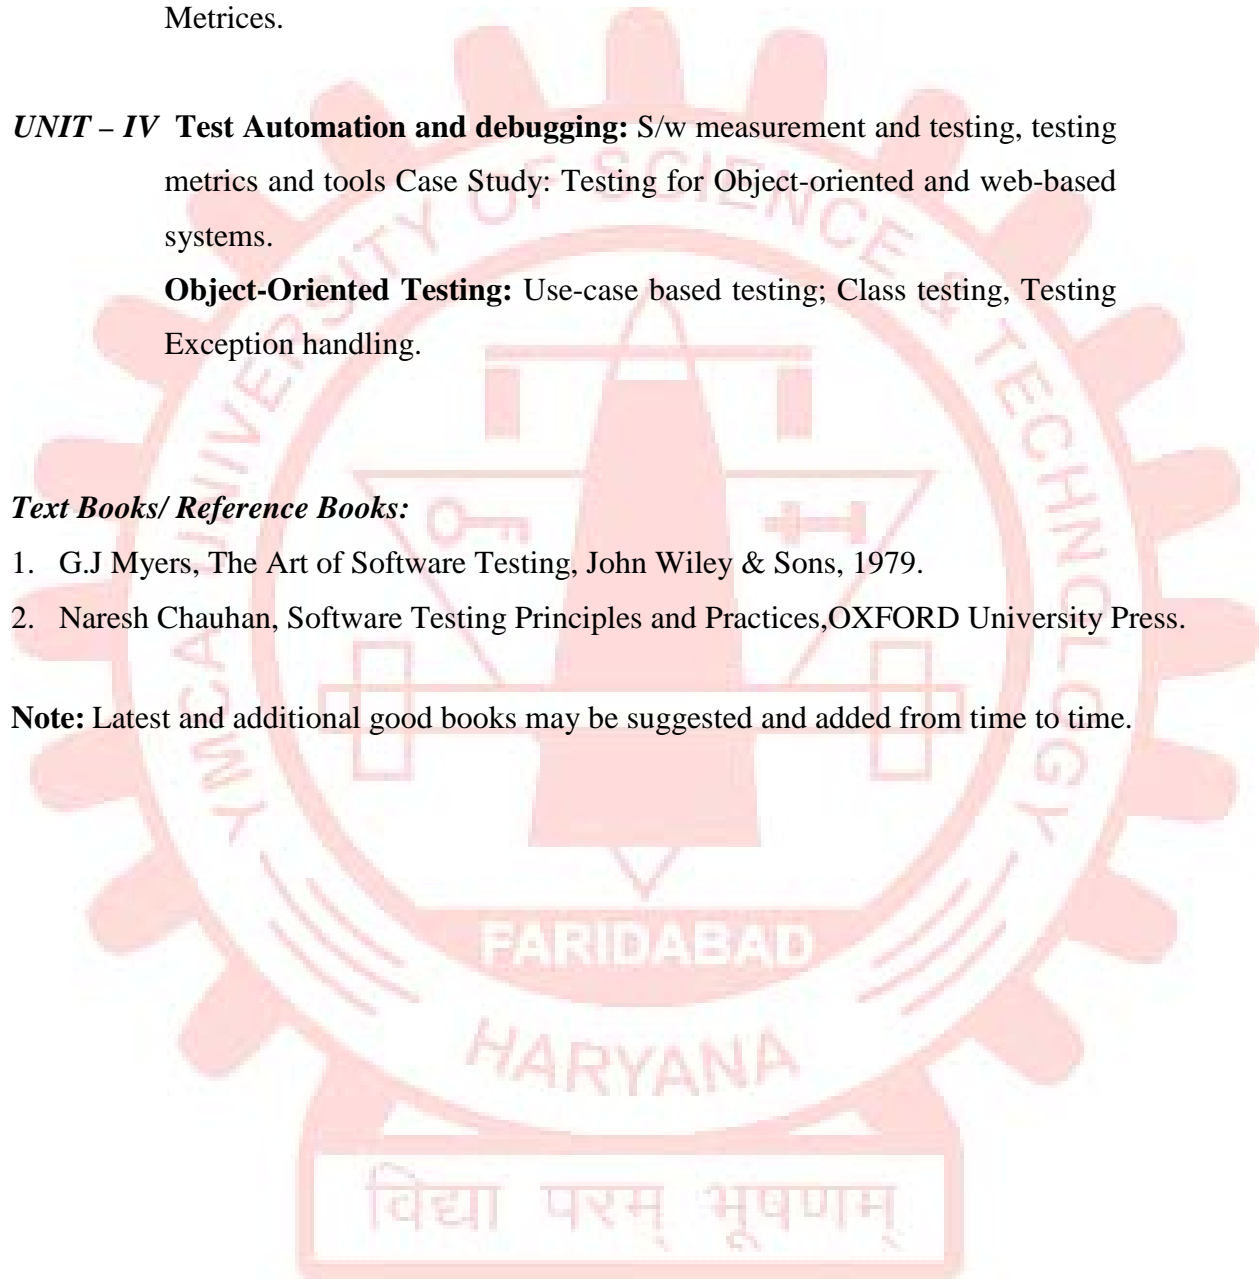 Metrices.
UNIT – IV Test Automation and debugging: S/w measurement and testing, testing
metrics and tools Case Study: Testing for Object-oriented and web-based
systems.
Object-Oriented Testing: Use-case based testing; Class testing, Testing
Exception handling.
Text Books/ Reference Books:
1. G.J Myers, The Art of Software Testing, John Wiley & Sons, 1979.
2. Naresh Chauhan, Software Testing Principles and Practices,OXFORD University Press.
Note: Latest and additional good books may be suggested and added from time to time.
YMCA UNIVERSITY OF SCIENCE & TECHNOLOGY
FARIDABAD
HARYANA
विद्या परम् भूषणम्